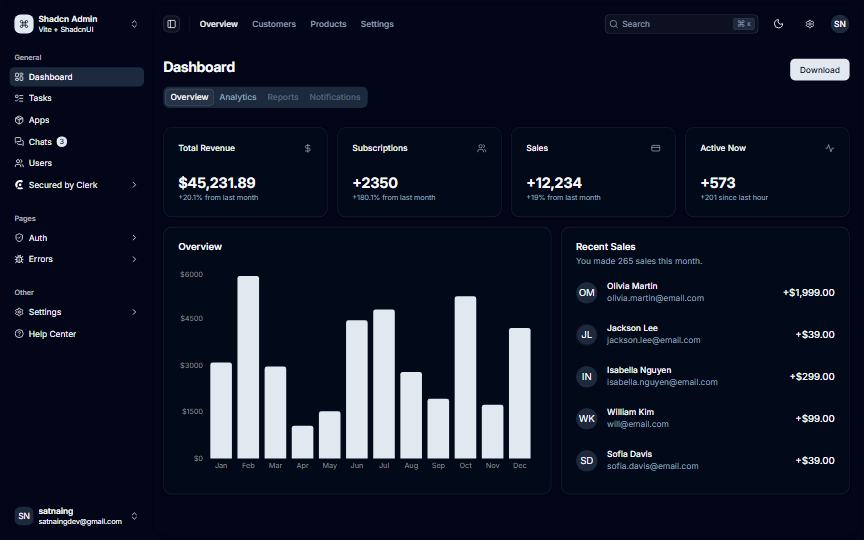 ⌘ Shadcn Admin
Vite + ShadcnUI
General
Dashboard
Tasks
Apps
Chats 3
Users
Secured by Clerk
Pages
Auth
Errors
Other
Settings
Help Center
SN satnaing
satnaingdev@gmail.com
Overview Customers Products Settings
Search ⌘ K
SN
Dashboard
Download
Overview Analytics Reports Notifications
Total Revenue $
$45,231.89
+20.1% from last month
Subscriptions
+2350
+180.1% from last month
Sales
+12,234
+19% from last month
Active Now
+573
+201 since last hour
Overview
$6000
$4500
$3000
$1500
$0
Jan Feb Mar Apr May Jun Jul Aug Sep Oct Nov Dec
Recent Sales
You made 265 sales this month.
OM Olivia Martin +$1,999.00
olivia.martin@email.com
JL Jackson Lee +$39.00
jackson.lee@email.com
IN Isabella Nguyen +$299.00
isabella.nguyen@email.com
WK William Kim +$99.00
will@email.com
SD Sofia Davis +$39.00
sofia.davis@email.com